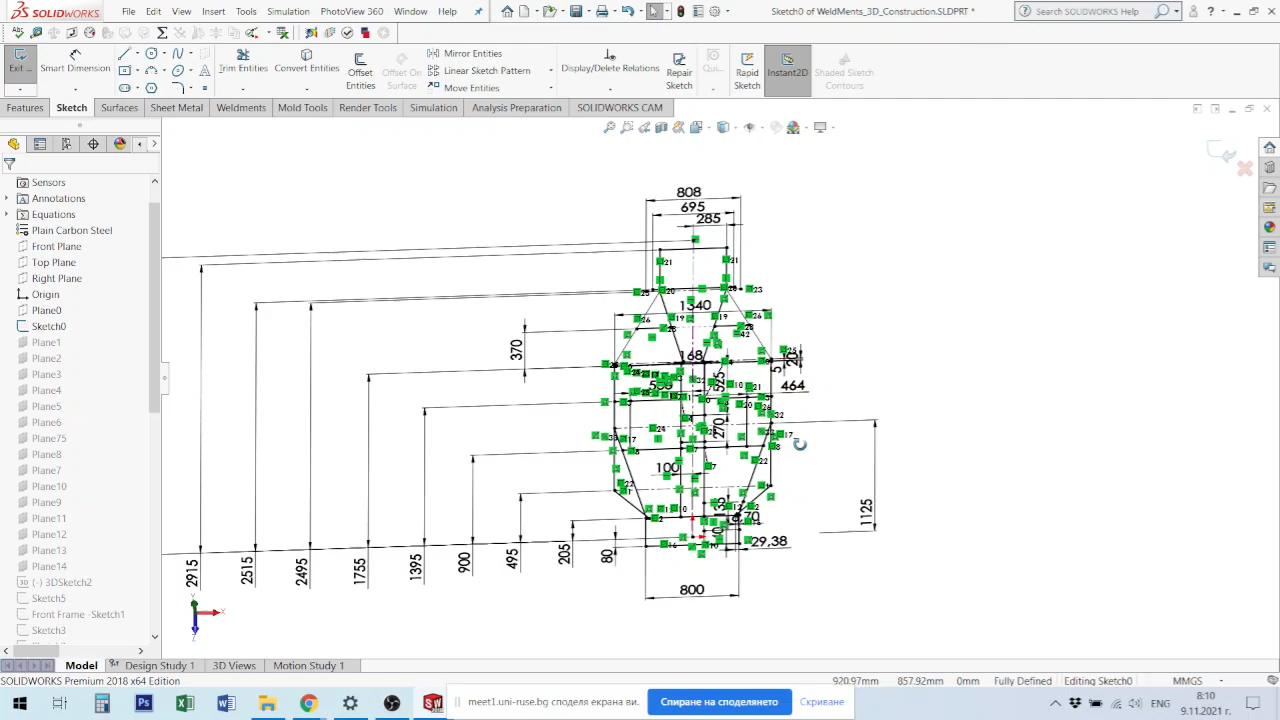 SOLIDWORKS
File Edit View Insert Tools Simulation PhotoView 360 Window Help
Sketch0 of WeldMents_3D_Construction.SLDPRT *
Search SOLIDWORKS Help
Exit ...
mart Dimension
Trim Entities
Convert Entities
Offset Entities
Offset On Surface
Mirror Entities
Linear Sketch Pattern
Move Entities
Display/Delete Relations
Repair Sketch
Qui...
Rapid Sketch
Instant2D
Shaded Sketch Contours
Features Sketch Surfaces Sheet Metal Weldments Mold Tools Render Tools Simulation Analysis Preparation SOLIDWORKS CAM
Sensors
Annotations
Equations
Plain Carbon Steel
Front Plane
Top Plane
Right Plane
Origin
Plane0
Sketch0
Plane1
Plane2
Plane3
Plane4
Plane5
Plane6
Plane75
Plane8
Plane7
Plane9
Plane10
Plane11
Plane12
Plane13
Plane14
(-) 3DSketch2
Sketch5
Front Frame -Sketch1
Sketch3
808
695
285
1340
370
168
525
5
20
464
270
100
135
29,38
1125
800
2915
2515
2495
1755
1395
900
495
205
80
Model Design Study 1 3D Views Motion Study 1
SOLIDWORKS Premium 2018 x64 Edition
920.97mm 857.92mm 0mm Fully Defined Editing Sketch0 MMGS
meet1.uni-ruse.bg споделя екрана ви.
Спиране на споделянето
Скриване
ENG
8:10
9.11.2021 г.